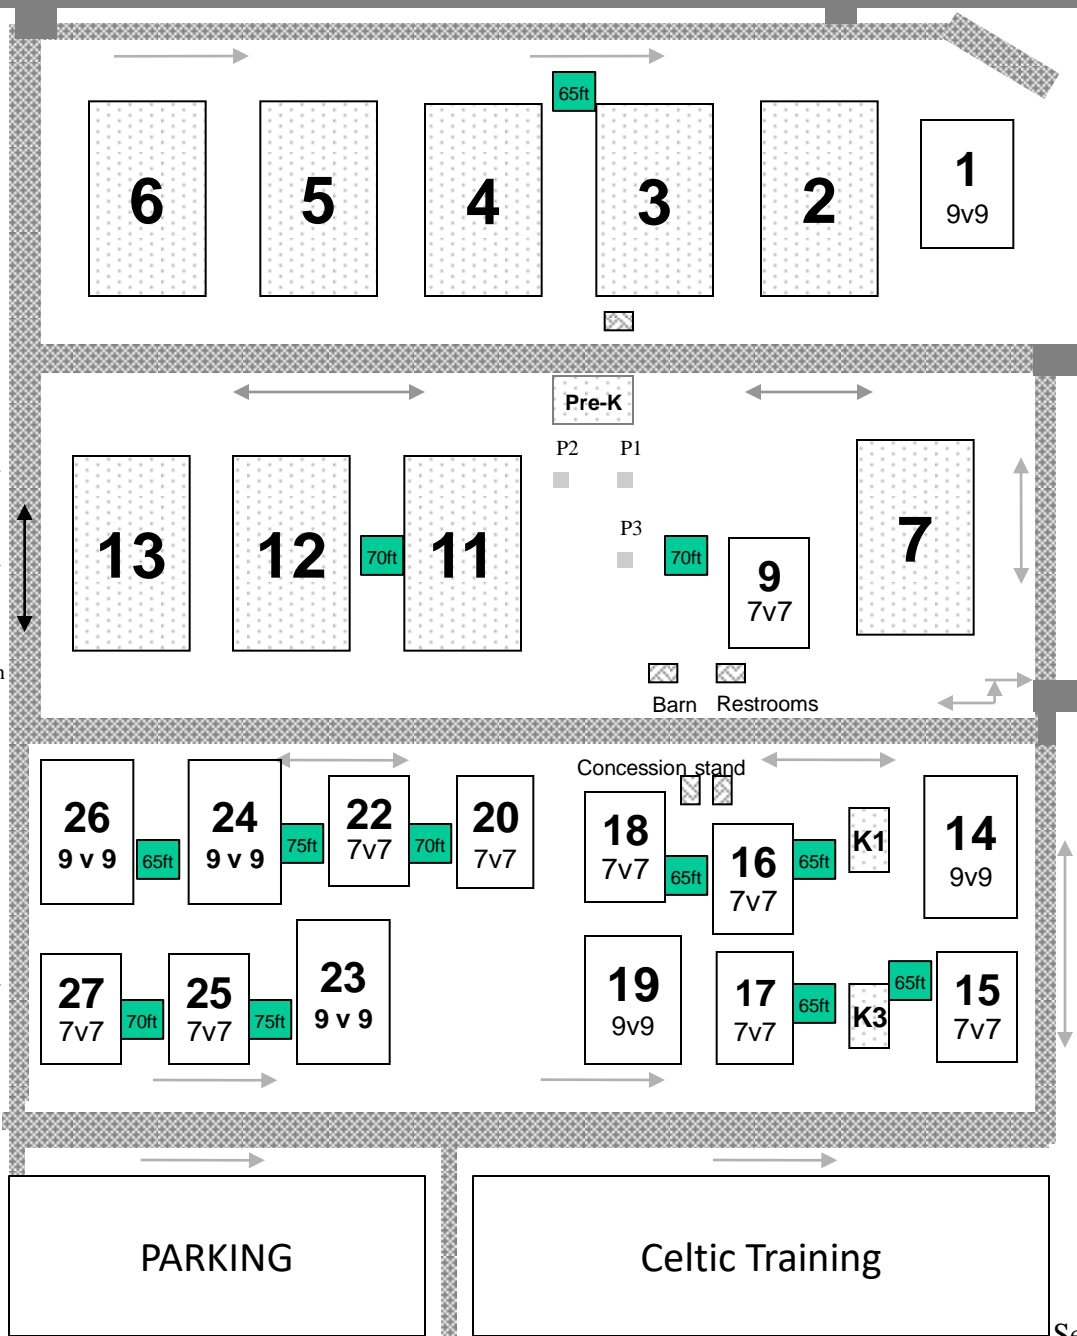 65ft
6
5
4
3
2
1
9v9
Pre-K
P2
P1
P3
13
12
70ft
11
70ft
9
7v7
7
Barn
Restrooms
Concession stand
26
9 v 9
65ft
24
9 v 9
75ft
22
7v7
70ft
20
7v7
18
7v7
65ft
16
7v7
65ft
K1
14
9v9
27
7v7
70ft
25
7v7
75ft
23
9 v 9
19
9v9
17
7v7
65ft
K3
65ft
15
7v7
PARKING
Celtic Training